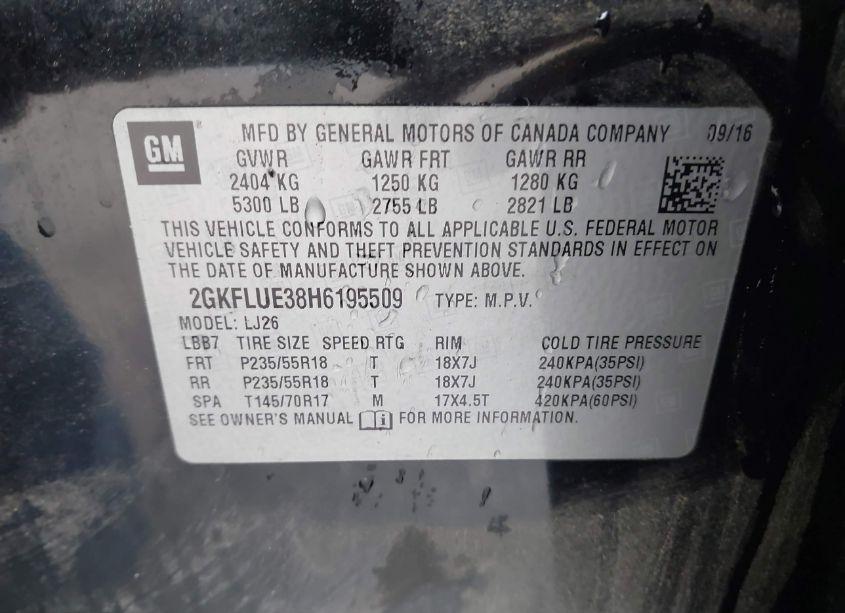 GM MFD BY GENERAL MOTORS OF CANADA COMPANY 09/16
GVWR GAWR FRT GAWR RR
2404 KG 1250 KG 1280 KG
5300 LB 2755 LB 2821 LB
THIS VEHICLE CONFORMS TO ALL APPLICABLE U.S. FEDERAL MOTOR
VEHICLE SAFETY AND THEFT PREVENTION STANDARDS IN EFFECT ON
THE DATE OF MANUFACTURE SHOWN ABOVE.
2GKFLUE38H6195509 TYPE: M.P.V.
MODEL: LJ26
LBB7 TIRE SIZE SPEED RTG RIM COLD TIRE PRESSURE
FRT P235/55R18 T 18X7J 240KPA(35PSI)
RR P235/55R18 T 18X7J 240KPA(35PSI)
SPA T145/70R17 M 17X4.5T 420KPA(60PSI)
SEE OWNER'S MANUAL i FOR MORE INFORMATION.